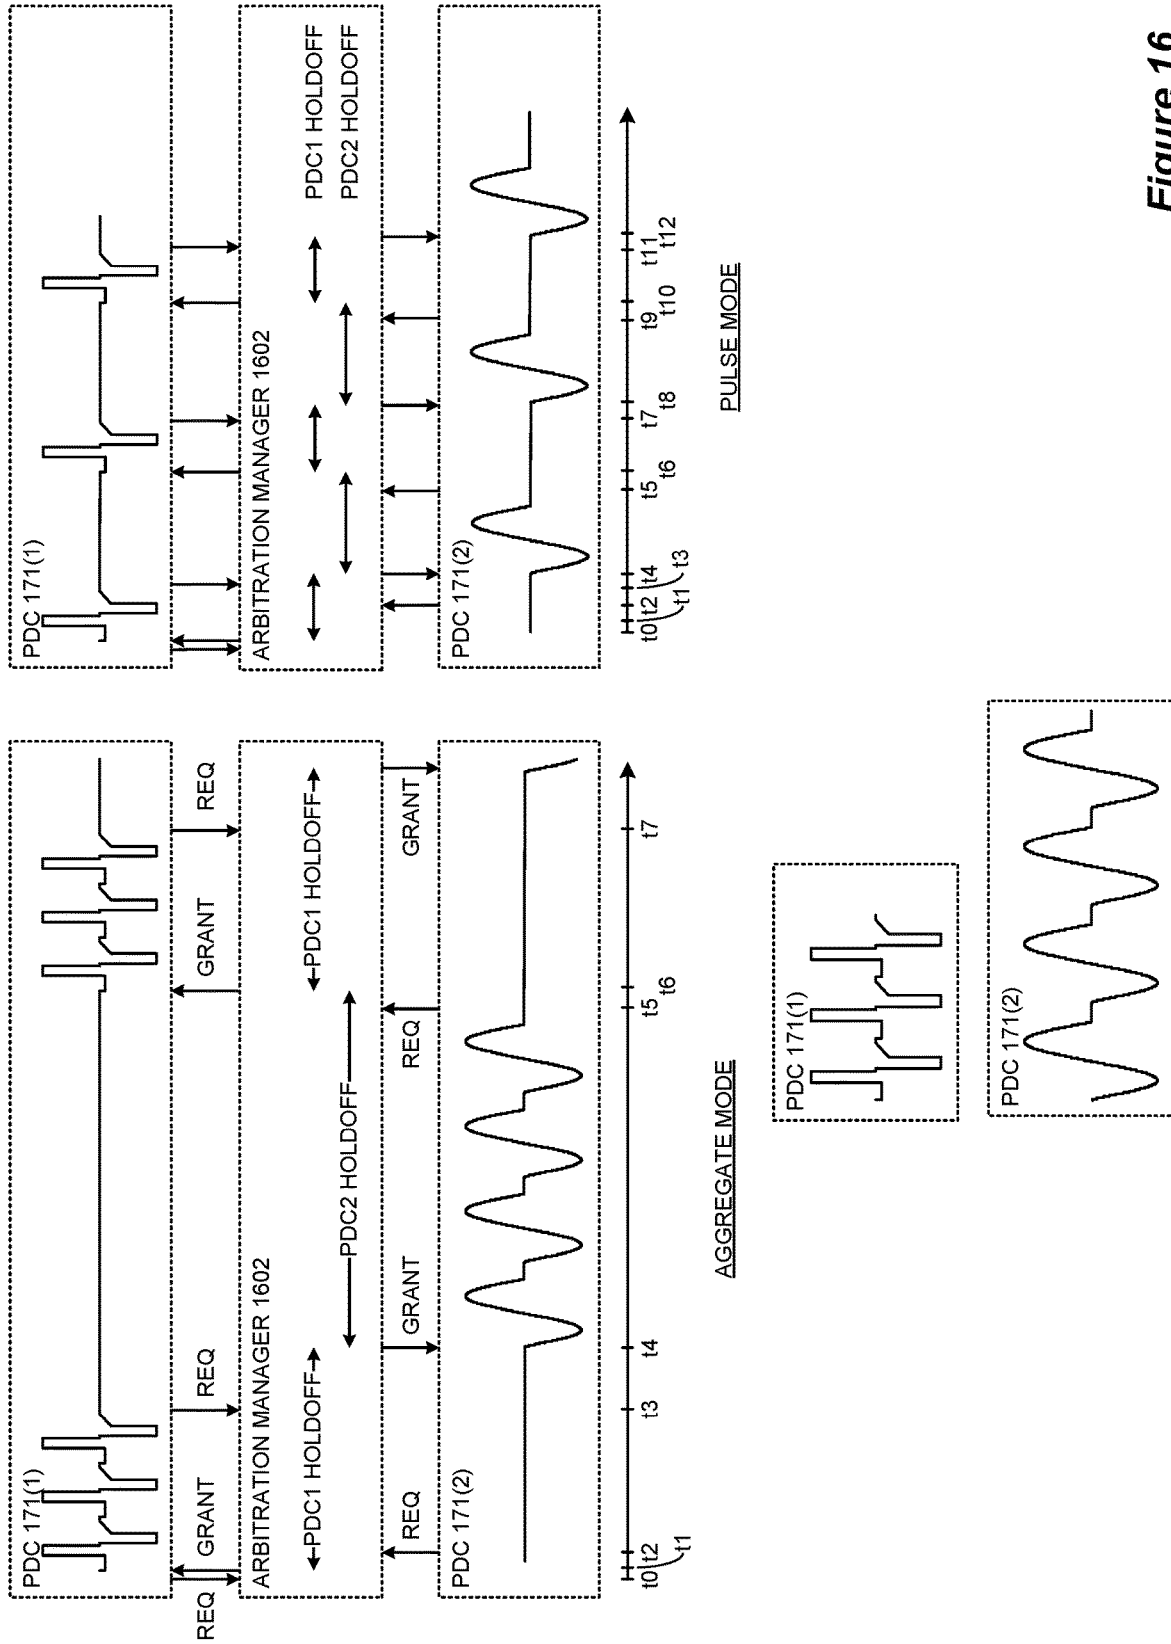 PDC 171(1)
REQ
GRANT
REQ
GRANT
REQ
ARBITRATION MANAGER 1602
PDC1 HOLDOFF
PDC2 HOLDOFF
PDC1 HOLDOFF
REQ
GRANT
REQ
GRANT
PDC 171(2)
t0 t2 t3 t4 t5 t6 t7
t1
AGGREGATE MODE
PDC 171(1)
ARBITRATION MANAGER 1602
PDC1 HOLDOFF
PDC2 HOLDOFF
PDC 171(2)
t0 t2 t4 t5 t6 t7 t8 t9 t10 t11 t12
t1 t3
PULSE MODE
PDC 171(1)
PDC 171(2)
Figure 16